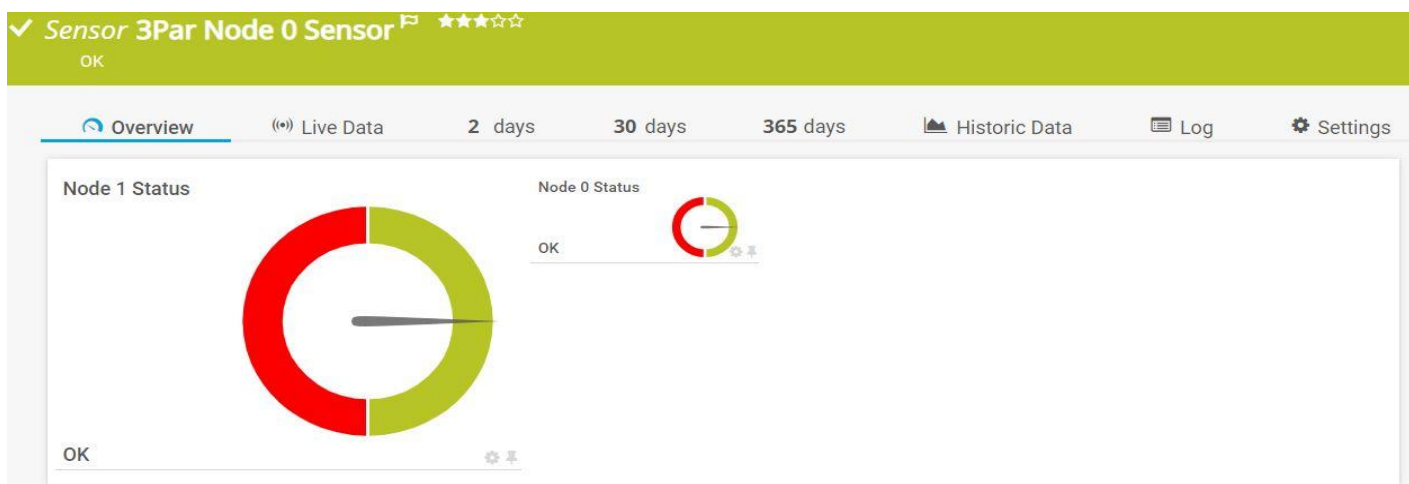 Sensor 3Par Node 0 Sensor
OK
Overview Live Data 2 days 30 days 365 days Historic Data Log Settings
Node 1 Status
OK
Node 0 Status
OK